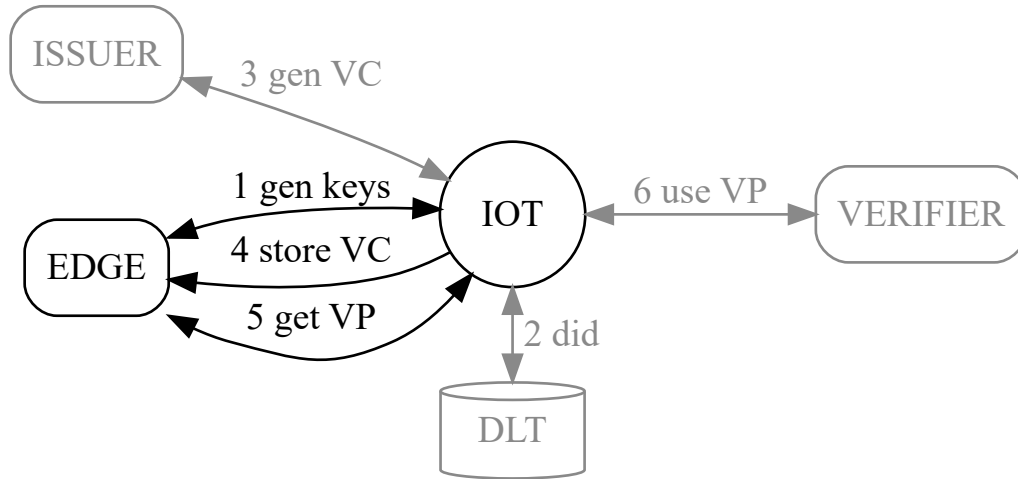 ISSUER
3 gen VC
1 gen keys
IOT
6 use VP
VERIFIER
4 store VC
EDGE
5 get VP
2 did
DLT